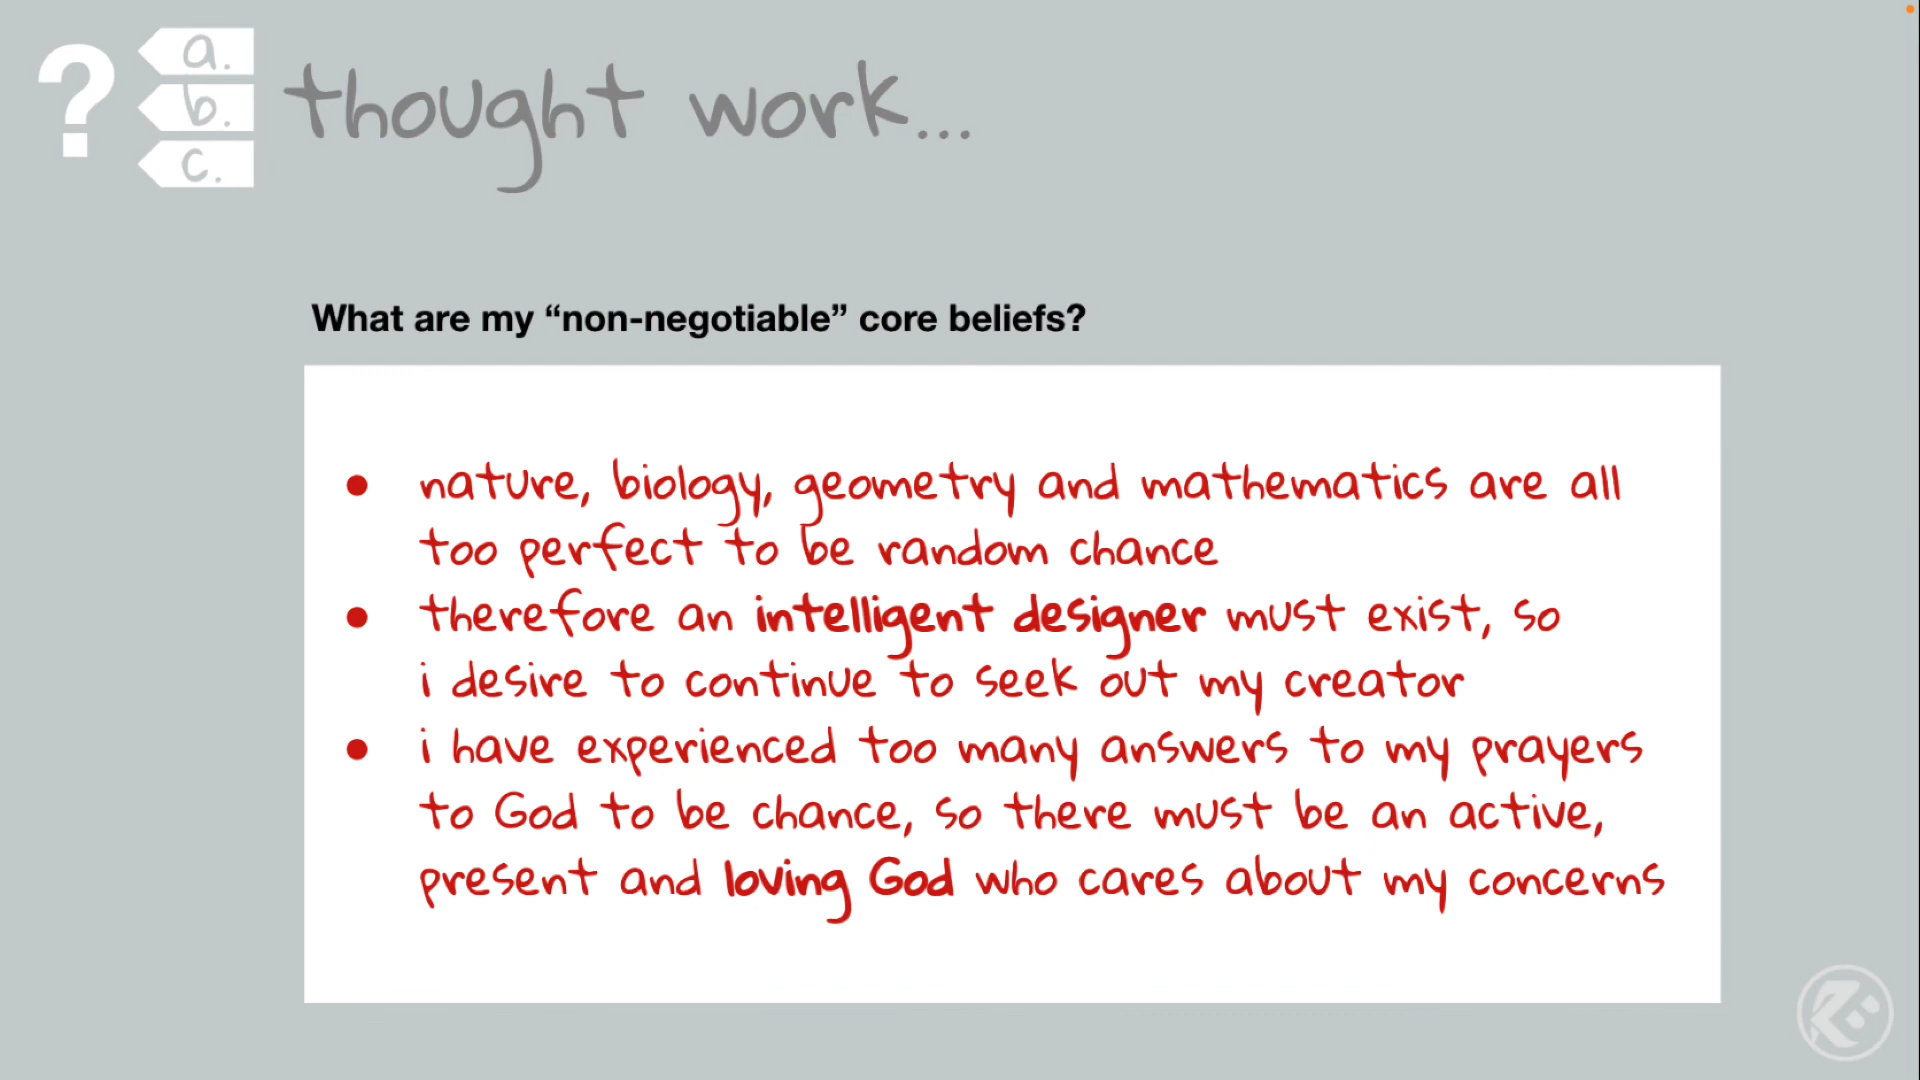 ?
a.
b.
c.
thought work...
What are my “non-negotiable” core beliefs?
• nature, biology, geometry and mathematics are all
too perfect to be random chance
• therefore an intelligent designer must exist, so
i desire to continue to seek out my creator
• i have experienced too many answers to my prayers
to God to be chance, so there must be an active,
present and loving God who cares about my concerns